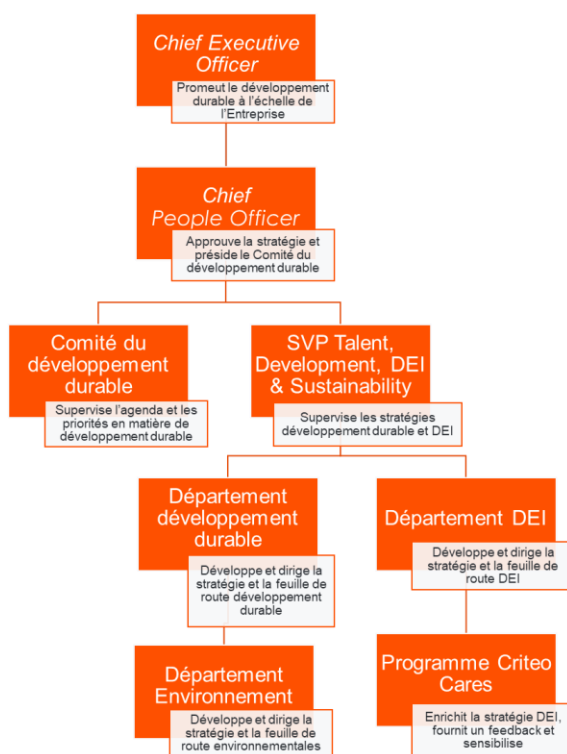 Chief Executive
Officer
Promeut le développement
durable à l'échelle de
l'Entreprise
Chief
People Officer
Approuve la stratégie et
préside le Comité du
développement durable
Comité du
développement
durable
Supervise l'agenda et les
priorités en matière de
développement durable
SVP Talent,
Development, DEI
& Sustainability
Supervise les stratégies
développement durable et DEI
Département
développement
durable
Développe et dirige la
stratégie et la feuille de
route développement
durable
Département DEI
Développe et dirige la
stratégie et la feuille de
route DEI
Département
Environnement
Développe et dirige la
stratégie et la feuille de
route environnementales
Programme Criteo
Cares
Enrichit la stratégie DEI,
fournit un feedback et
sensibilise